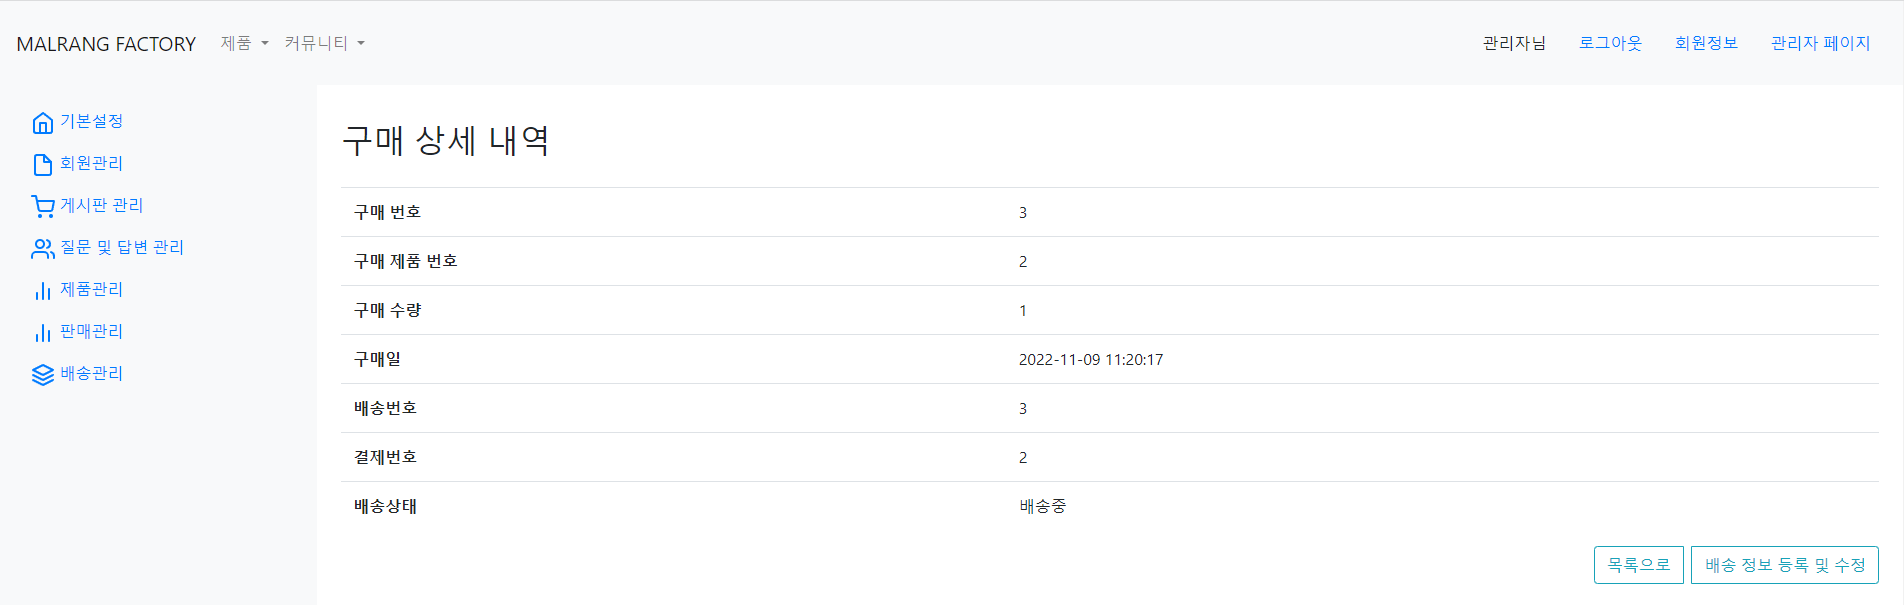 MALRANG FACTORY 제품 커뮤니티 관리자님 로그아웃 회원정보 관리자 페이지
기본설정
회원관리
게시판 관리
질문 및 답변 관리
제품관리
판매관리
배송관리
구매 상세 내역
구매 번호 3
구매 제품 번호 2
구매 수량 1
구매일 2022-11-09 11:20:17
배송번호 3
결제번호 2
배송상태 배송중
목록으로 배송 정보 등록 및 수정